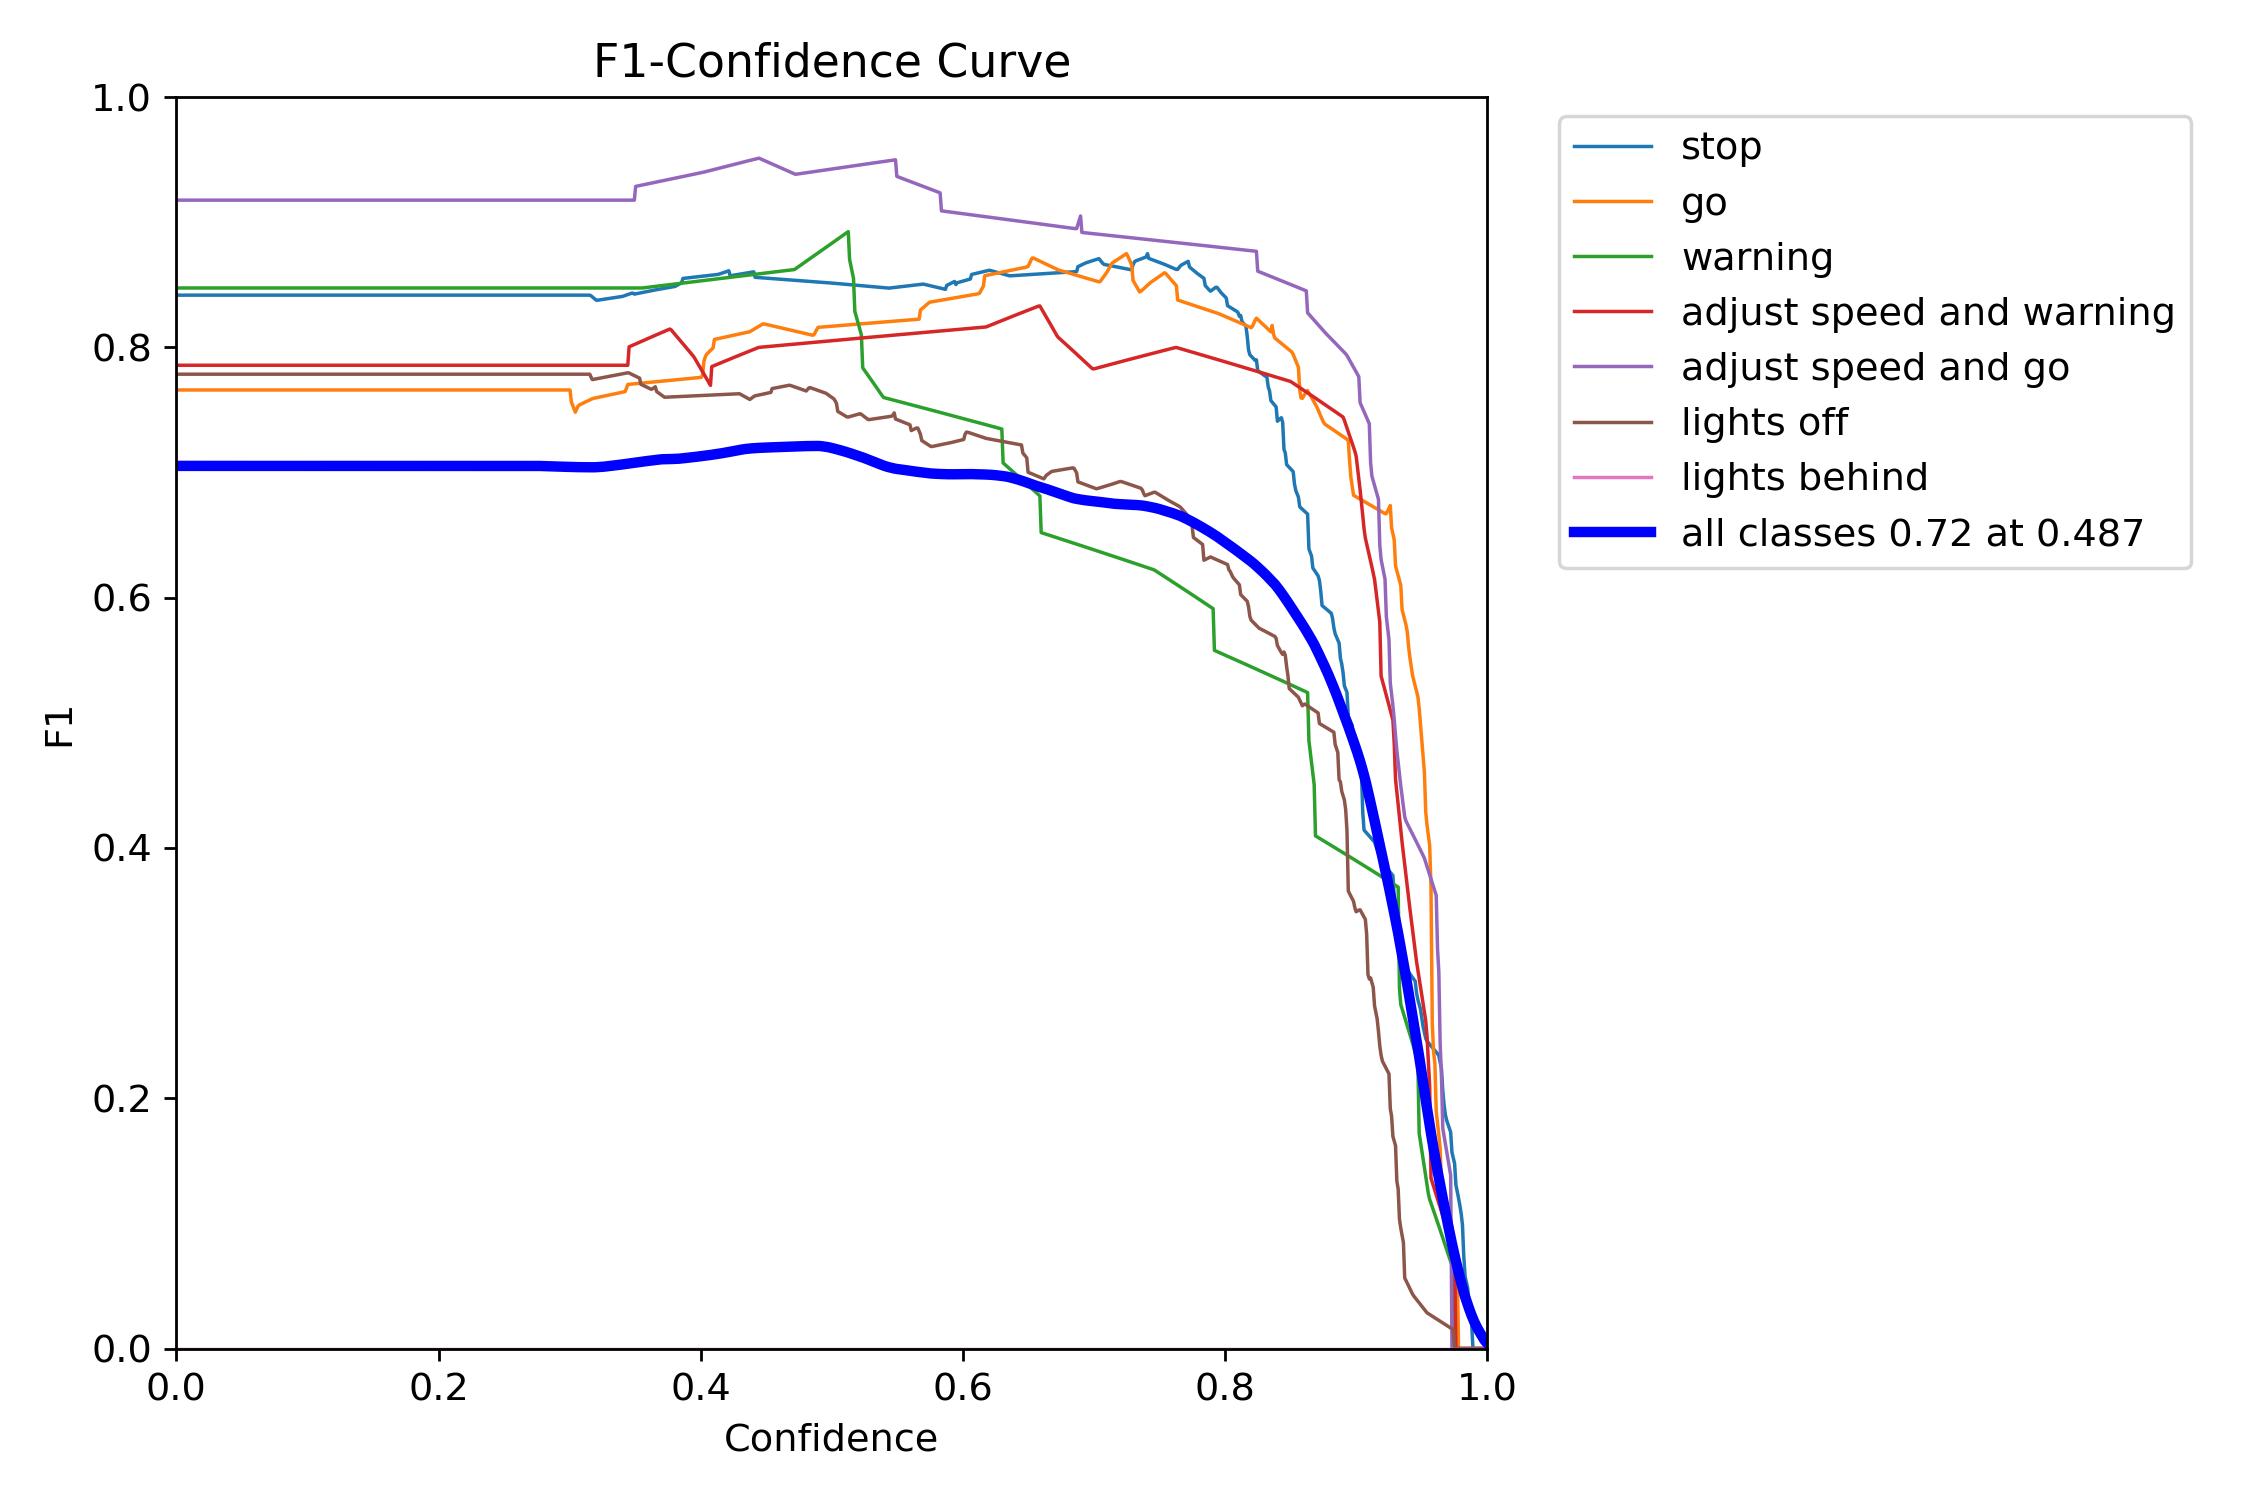 F1-Confidence Curve
1.0
0.8
0.6
0.4
0.2
0.0
F1
0.0 0.2 0.4 0.6 0.8 1.0
Confidence
stop
go
warning
adjust speed and warning
adjust speed and go
lights off
lights behind
all classes 0.72 at 0.487